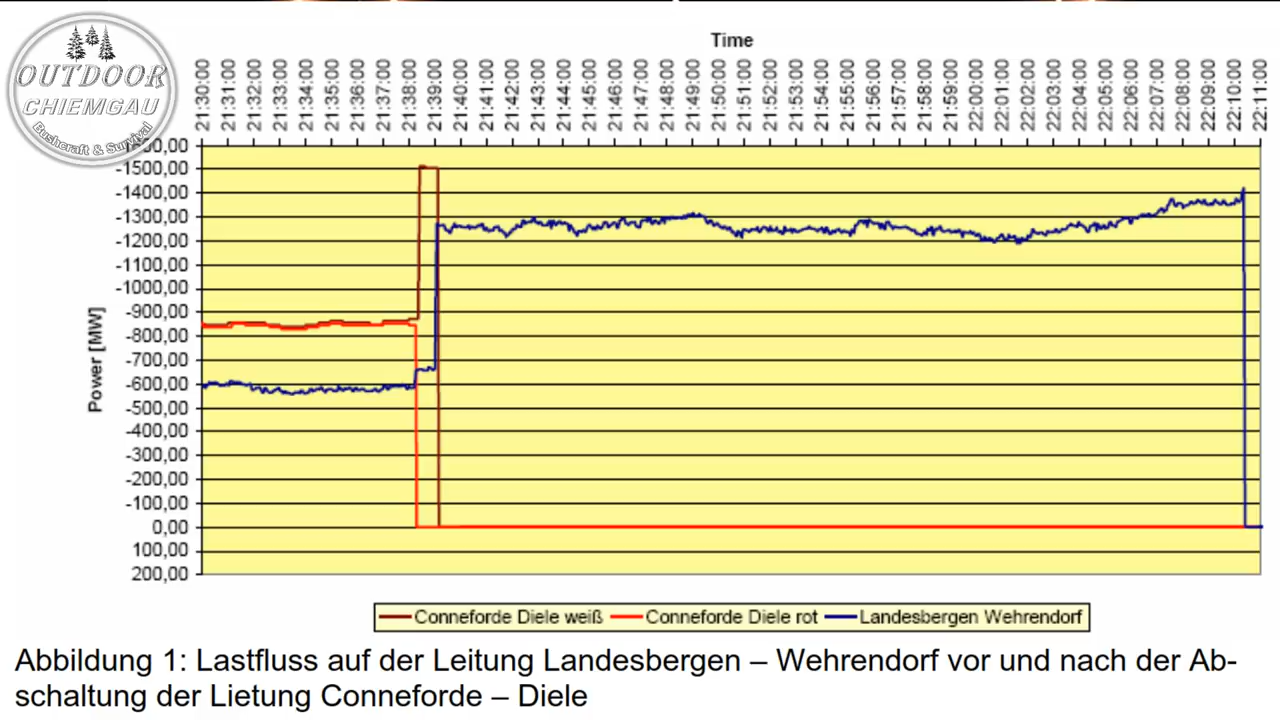 OUTDOOR
CHIEMGAU
Bushcraft & Survival
Time
21:30:00 21:31:00 21:32:00 21:33:00 21:34:00 21:35:00 21:36:00 21:37:00 21:38:00 21:39:00 21:40:00 21:41:00 21:42:00 21:43:00 21:44:00 21:45:00 21:46:00 21:47:00 21:48:00 21:49:00 21:50:00 21:51:00 21:52:00 21:53:00 21:54:00 21:55:00 21:56:00 21:57:00 21:58:00 21:59:00 22:00:00 22:01:00 22:02:00 22:03:00 22:04:00 22:05:00 22:06:00 22:07:00 22:08:00 22:09:00 22:10:00 22:11:00
Power [MW]
-1500,00
-1400,00
-1300,00
-1200,00
-1100,00
-1000,00
-900,00
-800,00
-700,00
-600,00
-500,00
-400,00
-300,00
-200,00
-100,00
0,00
100,00
200,00
Conneforde Diele weiß Conneforde Diele rot Landesbergen Wehrendorf
Abbildung 1: Lastfluss auf der Leitung Landesbergen – Wehrendorf vor und nach der Ab-
schaltung der Lietung Conneforde – Diele